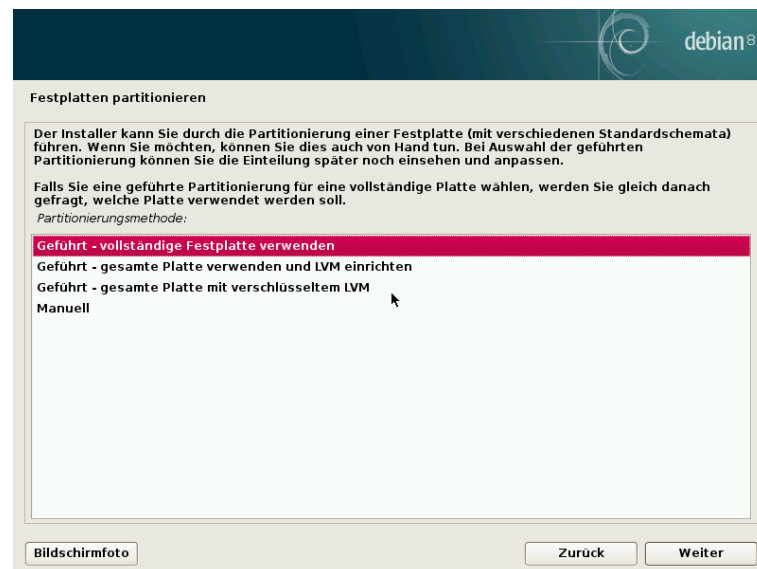 debian 8
Festplatten partitionieren
Der Installer kann Sie durch die Partitionierung einer Festplatte (mit verschiedenen Standardschemata)
führen. Wenn Sie möchten, können Sie dies auch von Hand tun. Bei Auswahl der geführten
Partitionierung können Sie die Einteilung später noch einsehen und anpassen.
Falls Sie eine geführte Partitionierung für eine vollständige Platte wählen, werden Sie gleich danach
gefragt, welche Platte verwendet werden soll.
Partitionierungsmethode:
Geführt - vollständige Festplatte verwenden
Geführt - gesamte Platte verwenden und LVM einrichten
Geführt - gesamte Platte mit verschlüsseltem LVM
Manuell
Bildschirmfoto
Zurück
Weiter